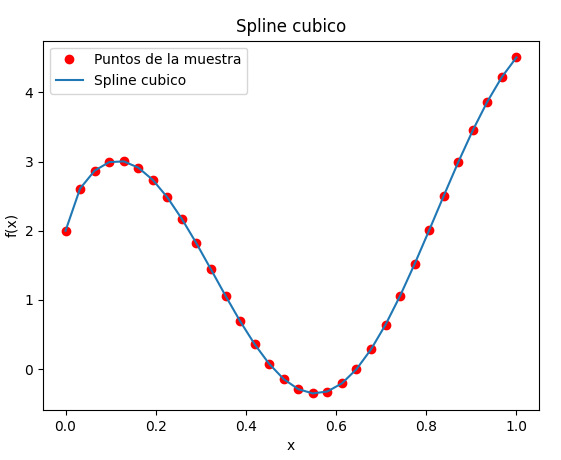 Spline cubico
Puntos de la muestra
Spline cubico
f(x)
4
3
2
1
0
0.0 0.2 0.4 0.6 0.8 1.0
x